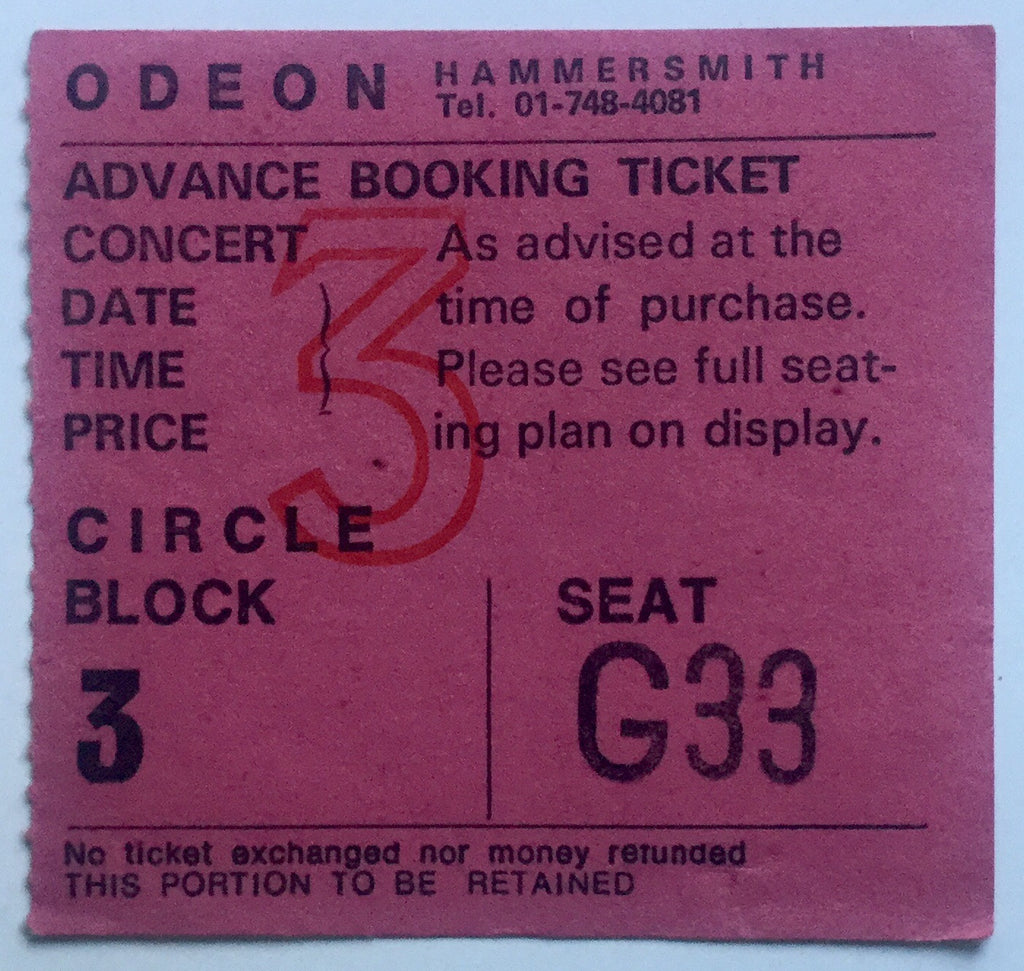 ODEON HAMMERSMITH
Tel. 01-748-4081
ADVANCE BOOKING TICKET
CONCERT As advised at the
DATE time of purchase.
TIME Please see full seat-
PRICE ing plan on display.
3
CIRCLE
BLOCK SEAT
3 G33
No ticket exchanged nor money refunded
THIS PORTION TO BE RETAINED